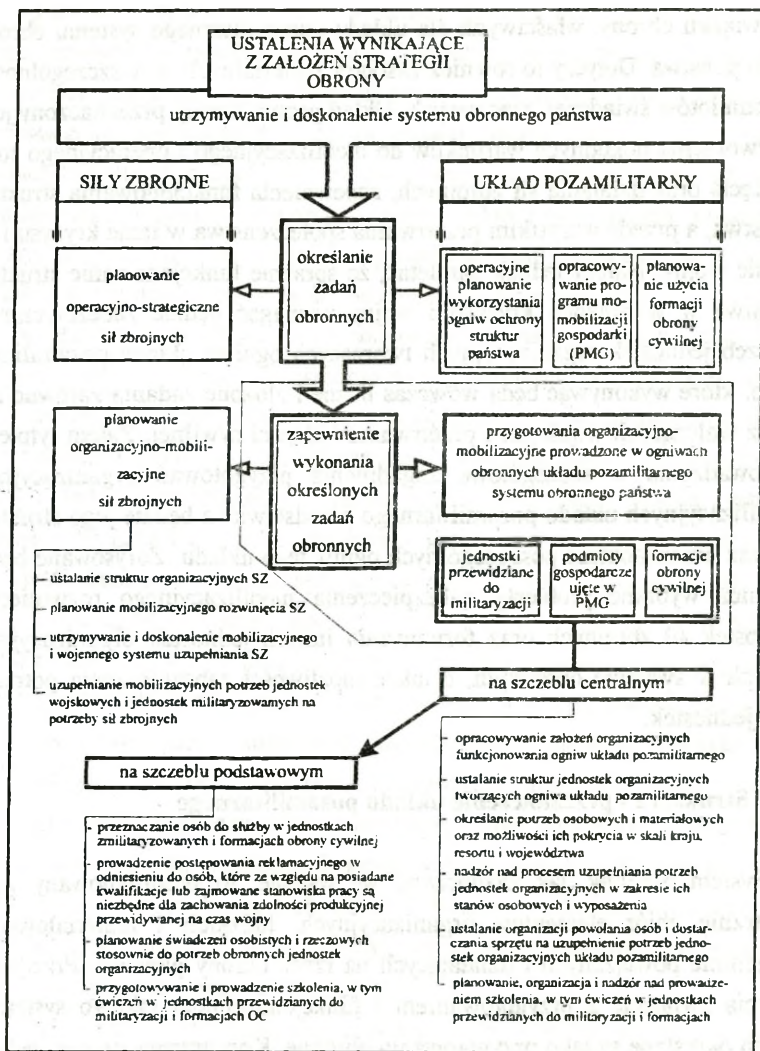 USTALENIA WYNIKAJĄCE
Z ZAŁOŻEŃ STRATEGII
OBRONY
utrzymywanie i doskonalenie systemu obronnego państwa
SIŁY ZBROJNE
UKŁAD POZAMILITARNY
planowanie
operacyjno-strategiczne
sił zbrojnych
określanie
zadań
obronnych
operacyjne
planowanie
wykorzystania
ogniw ochrony
struktur
państwa
opracowy-
wanie pro-
gramu mo-
bilizacji
gospodarki
(PMG)
planowa-
nie użycia
formacji
obrony
cywilnej
planowanie
organizacyjno-mobili-
zacyjne
sił zbrojnych
zapewnienie
wykonania
określonych
zadań
obronnych
przygotowania organizacyjno-
mobilizacyjne prowadzone w ogniwach
obronnych układu pozamilitarnego
systemu obronnego państwa
jednostki
przewidziane
do
militaryzacji
podmioty
gospodarcze
ujęte w
PMG
formacje
obrony
cywilnej
ustalanie struktur organizacyjnych SZ
planowanie mobilizacyjnego rozwnięcia SZ
utrzymywanie i doskonalenie mobilizacyjnego
i wojennego systemu uzupełniania SZ
uzupełnianie mobilizacyjnych potrzeb jednostek
wojskowych i jednostek militaryzowamych na
potrzeby sił zbrojnych
na szczeblu centralnym
opracowywanie założeń organizacyjnych
funkcjonowania ogniw układu pozamilitarnego
ustalanie struktur jednostek organizacyjnych
tworzących ogniwa układu pozamilitarnego
określanie potrzeb osobowych i materiałowych
oraz możliwości ich pokrycia w skali kraju,
resortu i województwa
nadzór nad procesem uzupełniania potrzeb
jednostek organizacyjnych w zakresie ich
stanów osobowych i wyposażenia
ustalanie organizacji powołania osób i dostar-
czania sprzętu na uzupełnienie potrzeb jedno-
stek organizacyjnych układu pozamilitarnego
planowanie, organizacja i nadzór nad prowadze-
niem szkolenia, w tym ćwiczeń w jednostkach
przewidzianych do militaryzacji i formacjach
na szczeblu podstawowym
przeznaczanie osób do służby w jednostkach
zmilitaryzowanych i formacjach obrony cywilnej
prowadzenie postępowania reklamacyjnego w
odniesieniu do osób, które ze względu na posiadane
kwalifikacje lub zajmowane stanowiska pracy są
niezbędne dla zachowania zdolności produkcyjnej
przewidywanej na czas wojny
planowanie świadczeń osobistych i rzeczowych
stosownie do potrzeb obronnych jednostek
organizacyjnych
przygotowywanie i prowadzenie szkolenia, w tym
ćwiczeń w jednostkach przewidzianych do
militaryzacji i formacjach OC